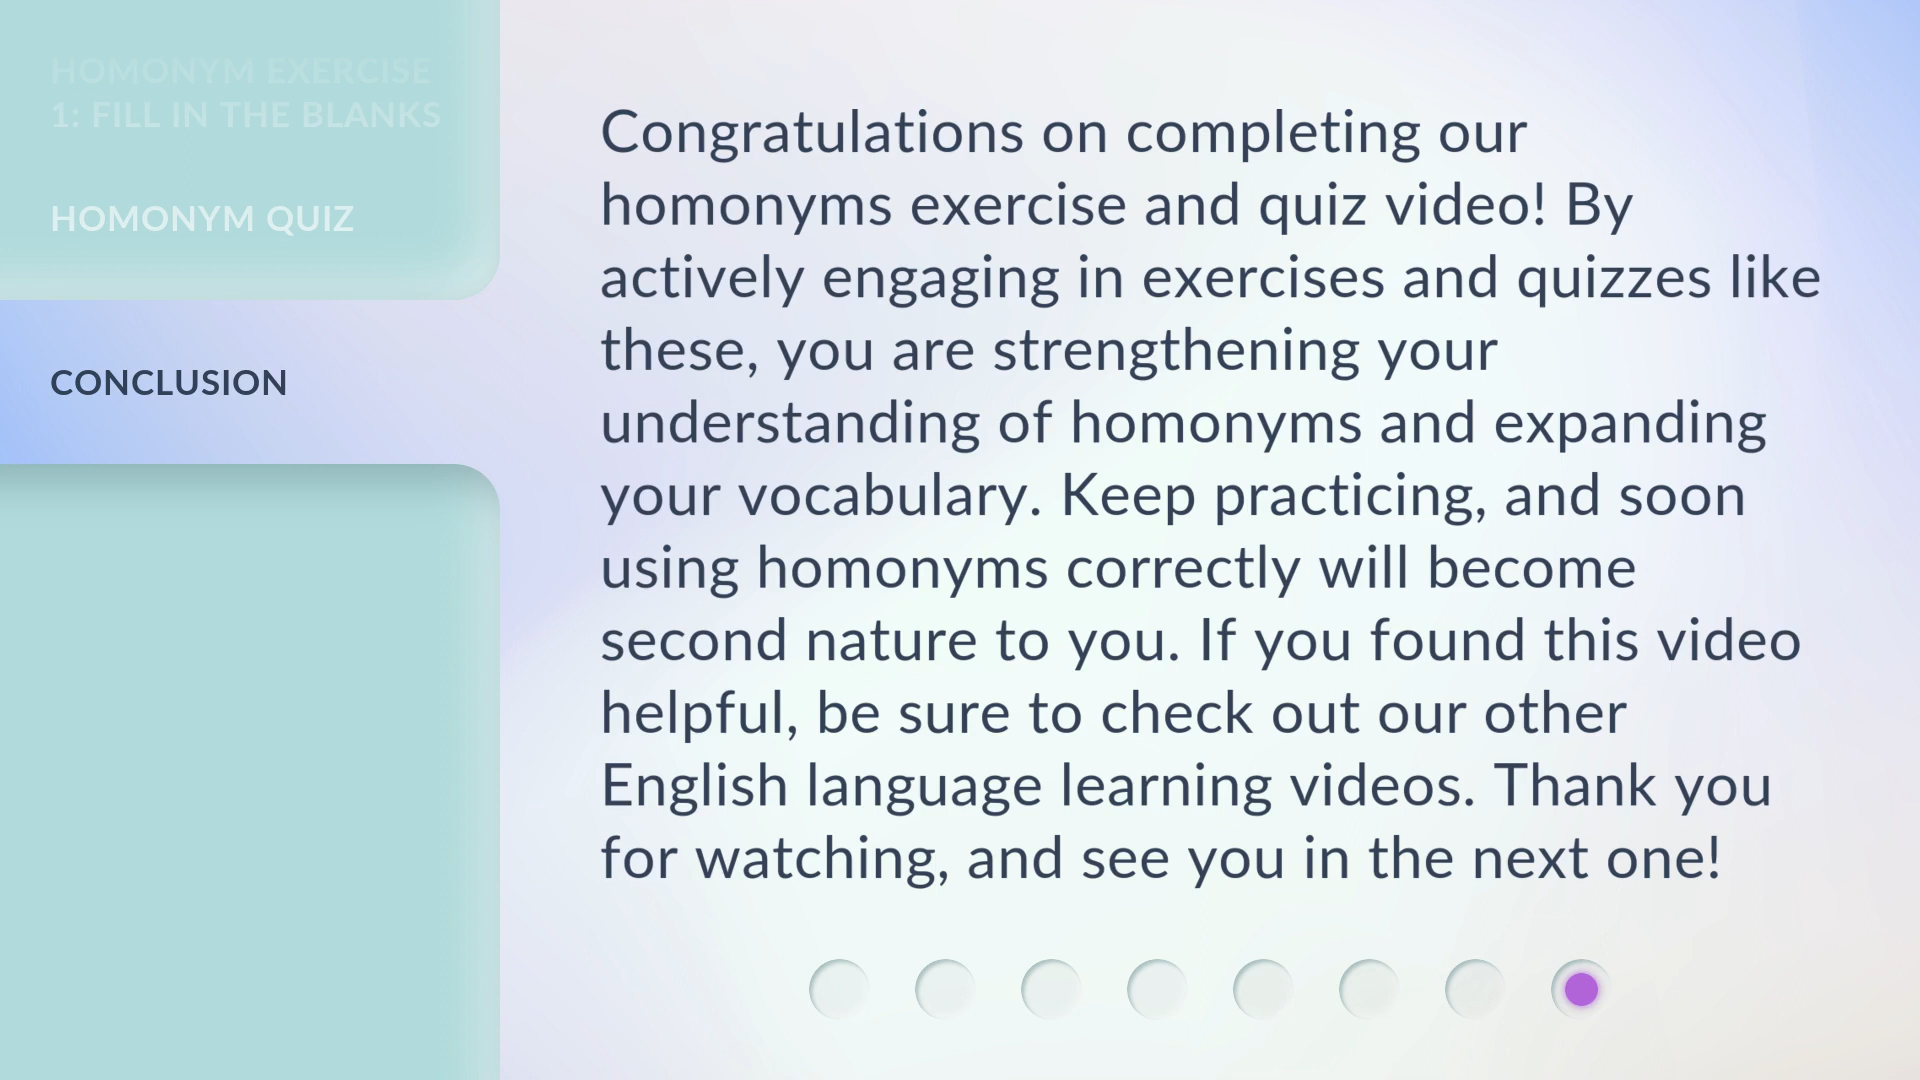 HOMONYM EXERCISE
1: FILL IN THE BLANKS
HOMONYM QUIZ
CONCLUSION
Congratulations on completing our
homonyms exercise and quiz video! By
actively engaging in exercises and quizzes like
these, you are strengthening your
understanding of homonyms and expanding
your vocabulary. Keep practicing, and soon
using homonyms correctly will become
second nature to you. If you found this video
helpful, be sure to check out our other
English language learning videos. Thank you
for watching, and see you in the next one!